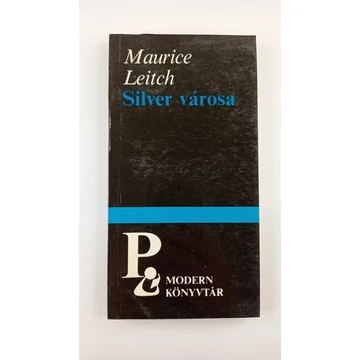 Maurice
Leitch
Silver városa
P
MODERN
KÖNYVTÁR